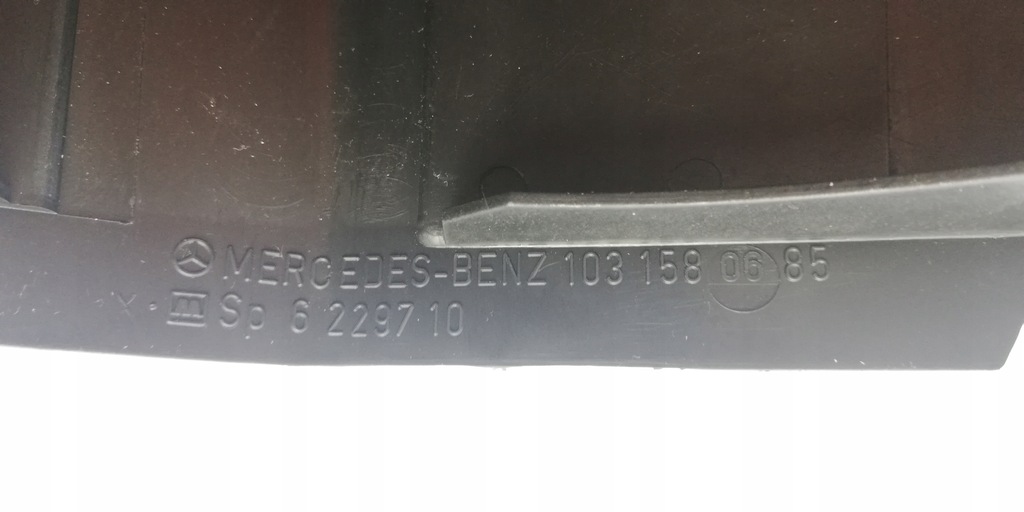 MERCEDES-BENZ 103 158 06 85
Sp 6 2297 10